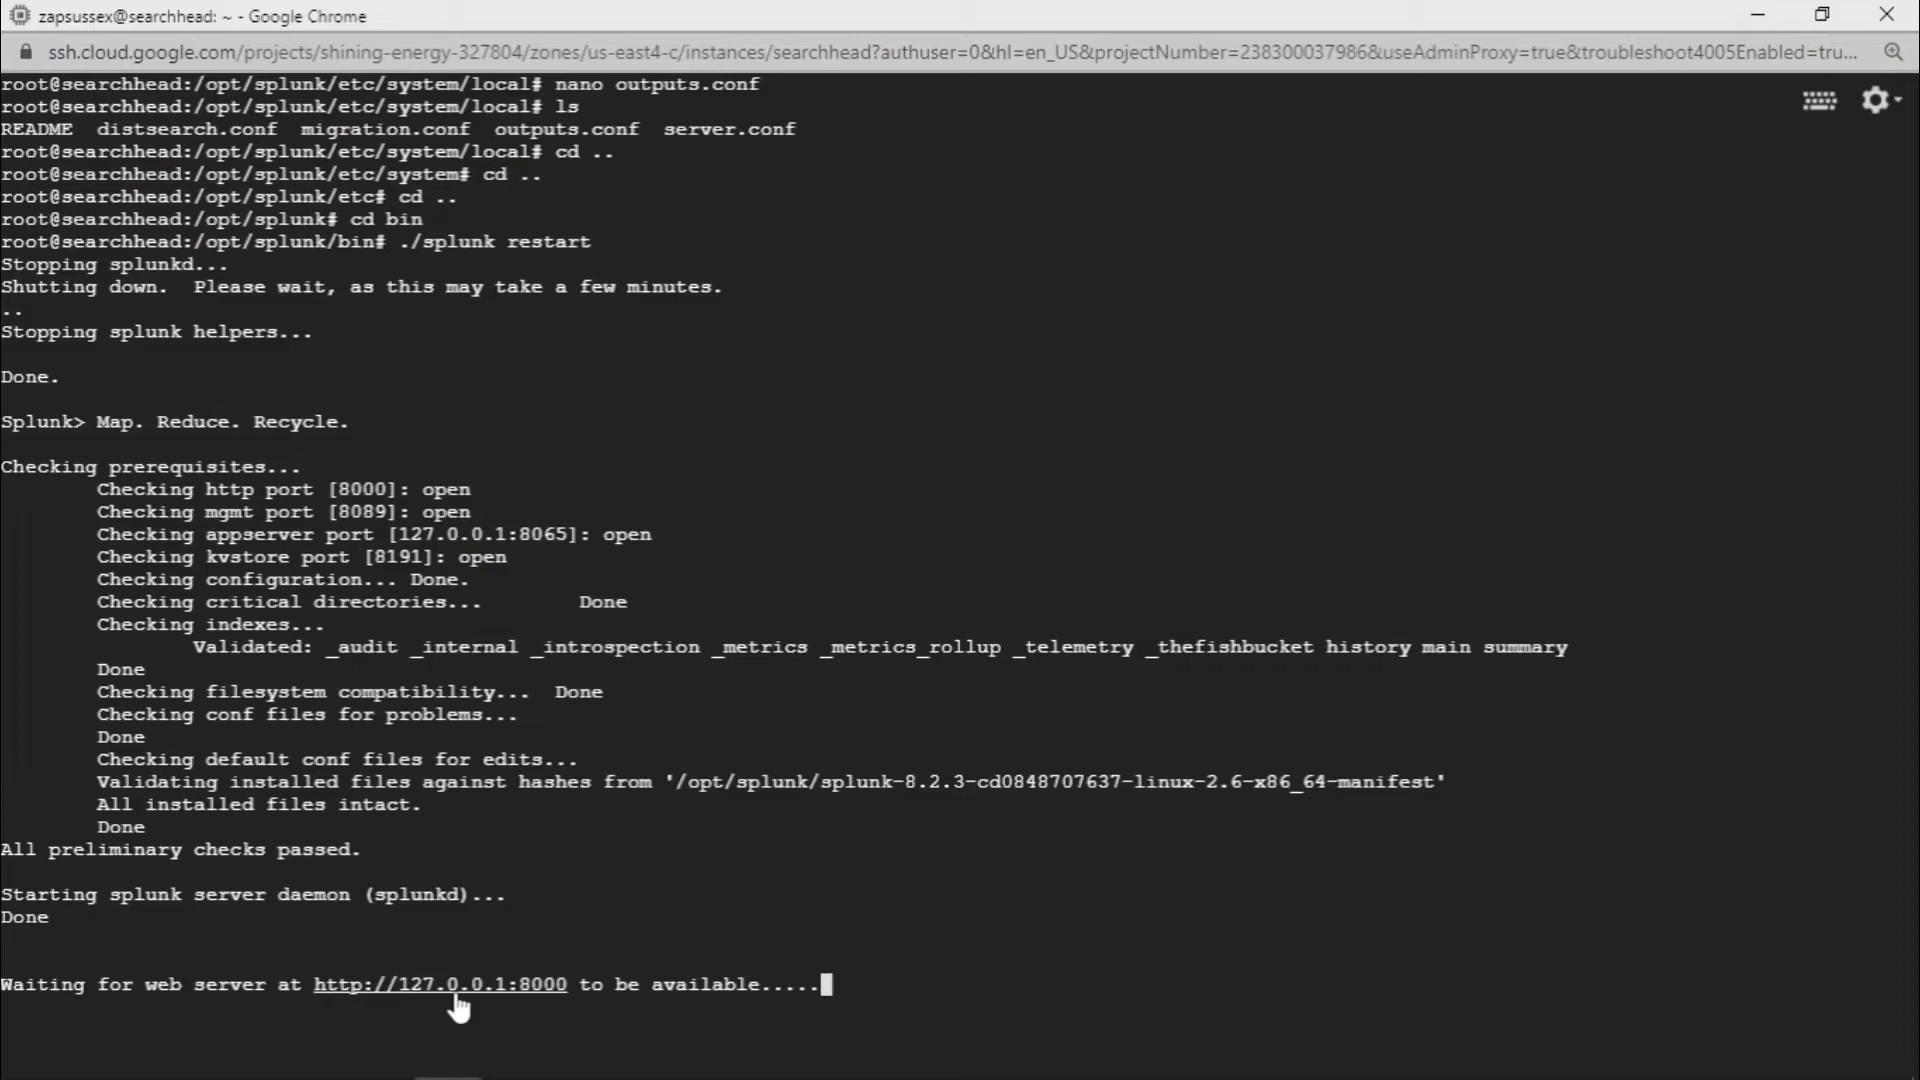 zapsussex@searchhead: ~ - Google Chrome
ssh.cloud.google.com/projects/shining-energy-327804/zones/us-east4-c/instances/searchhead?authuser=0&hl=en_US&projectNumber=238300037986&useAdminProxy=true&troubleshoot4005Enabled=tru...
root@searchhead:/opt/splunk/etc/system/local# nano outputs.conf
root@searchhead:/opt/splunk/etc/system/local# ls
README  distsearch.conf  migration.conf  outputs.conf  server.conf
root@searchhead:/opt/splunk/etc/system/local# cd ..
root@searchhead:/opt/splunk/etc/system# cd ..
root@searchhead:/opt/splunk/etc# cd ..
root@searchhead:/opt/splunk# cd bin
root@searchhead:/opt/splunk/bin# ./splunk restart
Stopping splunkd...
Shutting down.  Please wait, as this may take a few minutes.
..
Stopping splunk helpers...
Done.
Splunk> Map. Reduce. Recycle.
Checking prerequisites...
Checking http port [8000]: open
Checking mgmt port [8089]: open
Checking appserver port [127.0.0.1:8065]: open
Checking kvstore port [8191]: open
Checking configuration... Done.
Checking critical directories...        Done
Checking indexes...
Validated: _audit _internal _introspection _metrics _metrics_rollup _telemetry _thefishbucket history main summary
Done
Checking filesystem compatibility...  Done
Checking conf files for problems...
Done
Checking default conf files for edits...
Validating installed files against hashes from '/opt/splunk/splunk-8.2.3-cd0848707637-linux-2.6-x86_64-manifest'
All installed files intact.
Done
All preliminary checks passed.
Starting splunk server daemon (splunkd)...
Done
Waiting for web server at http://127.0.0.1:8000 to be available.....